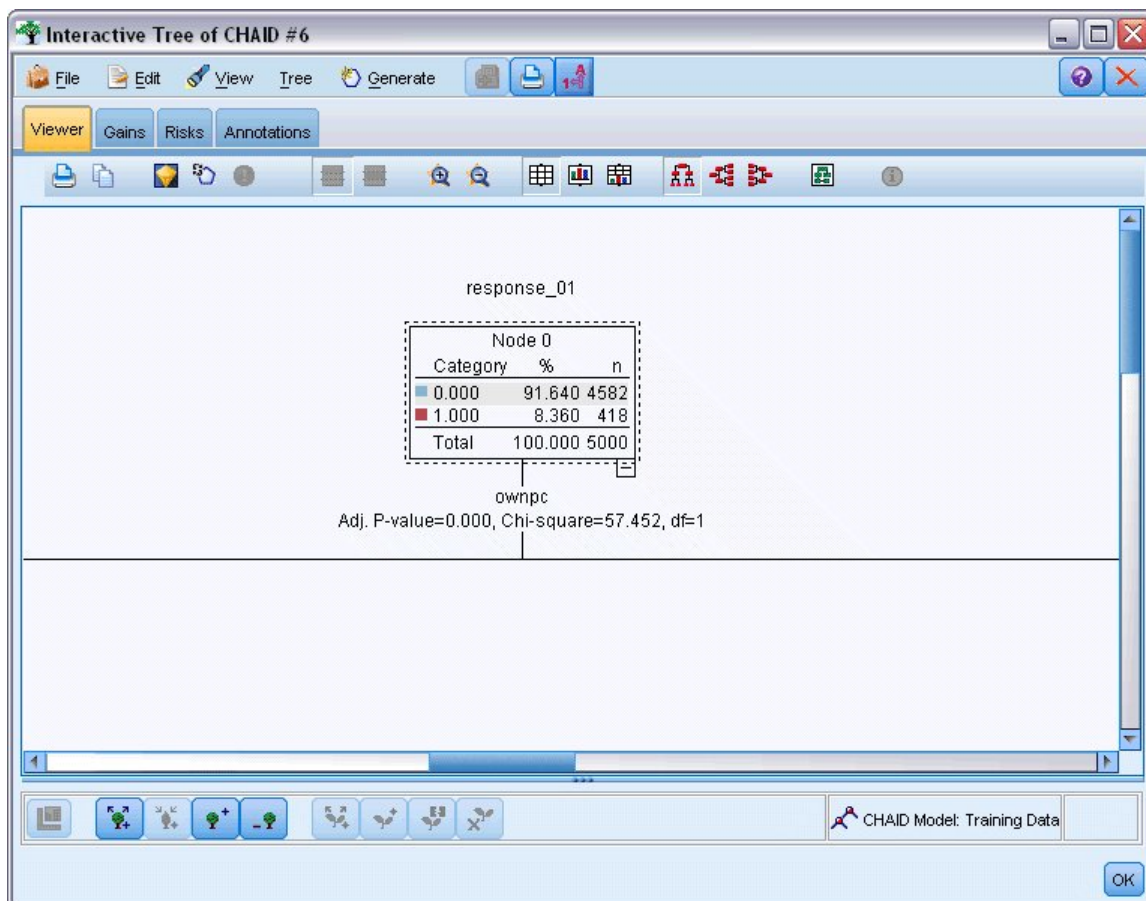 Interactive Tree of CHAID #6
File Edit View Tree Generate
Viewer Gains Risks Annotations
response_01
Node 0
Category % n
0.000 91.640 4582
1.000 8.360 418
Total 100.000 5000
ownpc
Adj. P-value=0.000, Chi-square=57.452, df=1
CHAID Model: Training Data
OK